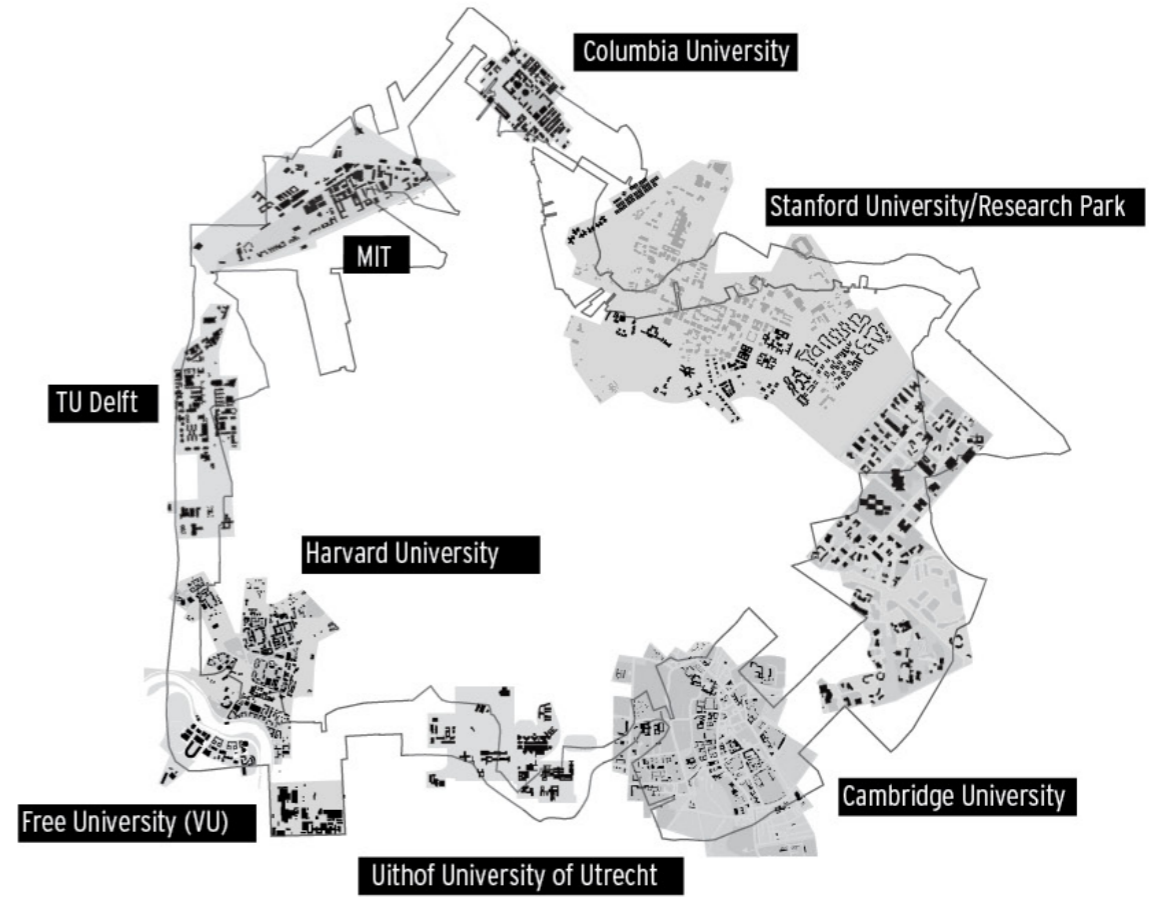 Columbia University
Stanford University/Research Park
MIT
TU Delft
Harvard University
Cambridge University
Free University (VU)
Uithof University of Utrecht